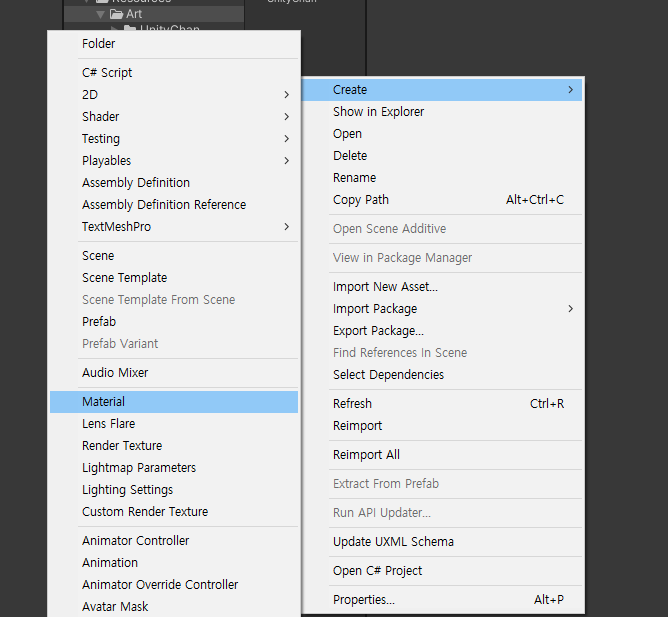 Resources
Art
UnityChan
UnityChan
Folder
C# Script
2D
Shader
Testing
Playables
Assembly Definition
Assembly Definition Reference
TextMeshPro
Scene
Scene Template
Scene Template From Scene
Prefab
Prefab Variant
Audio Mixer
Material
Lens Flare
Render Texture
Lightmap Parameters
Lighting Settings
Custom Render Texture
Animator Controller
Animation
Animator Override Controller
Avatar Mask
Create
Show in Explorer
Open
Delete
Rename
Copy Path Alt+Ctrl+C
Open Scene Additive
View in Package Manager
Import New Asset...
Import Package
Export Package...
Find References In Scene
Select Dependencies
Refresh Ctrl+R
Reimport
Reimport All
Extract From Prefab
Run API Updater...
Update UXML Schema
Open C# Project
Properties... Alt+P